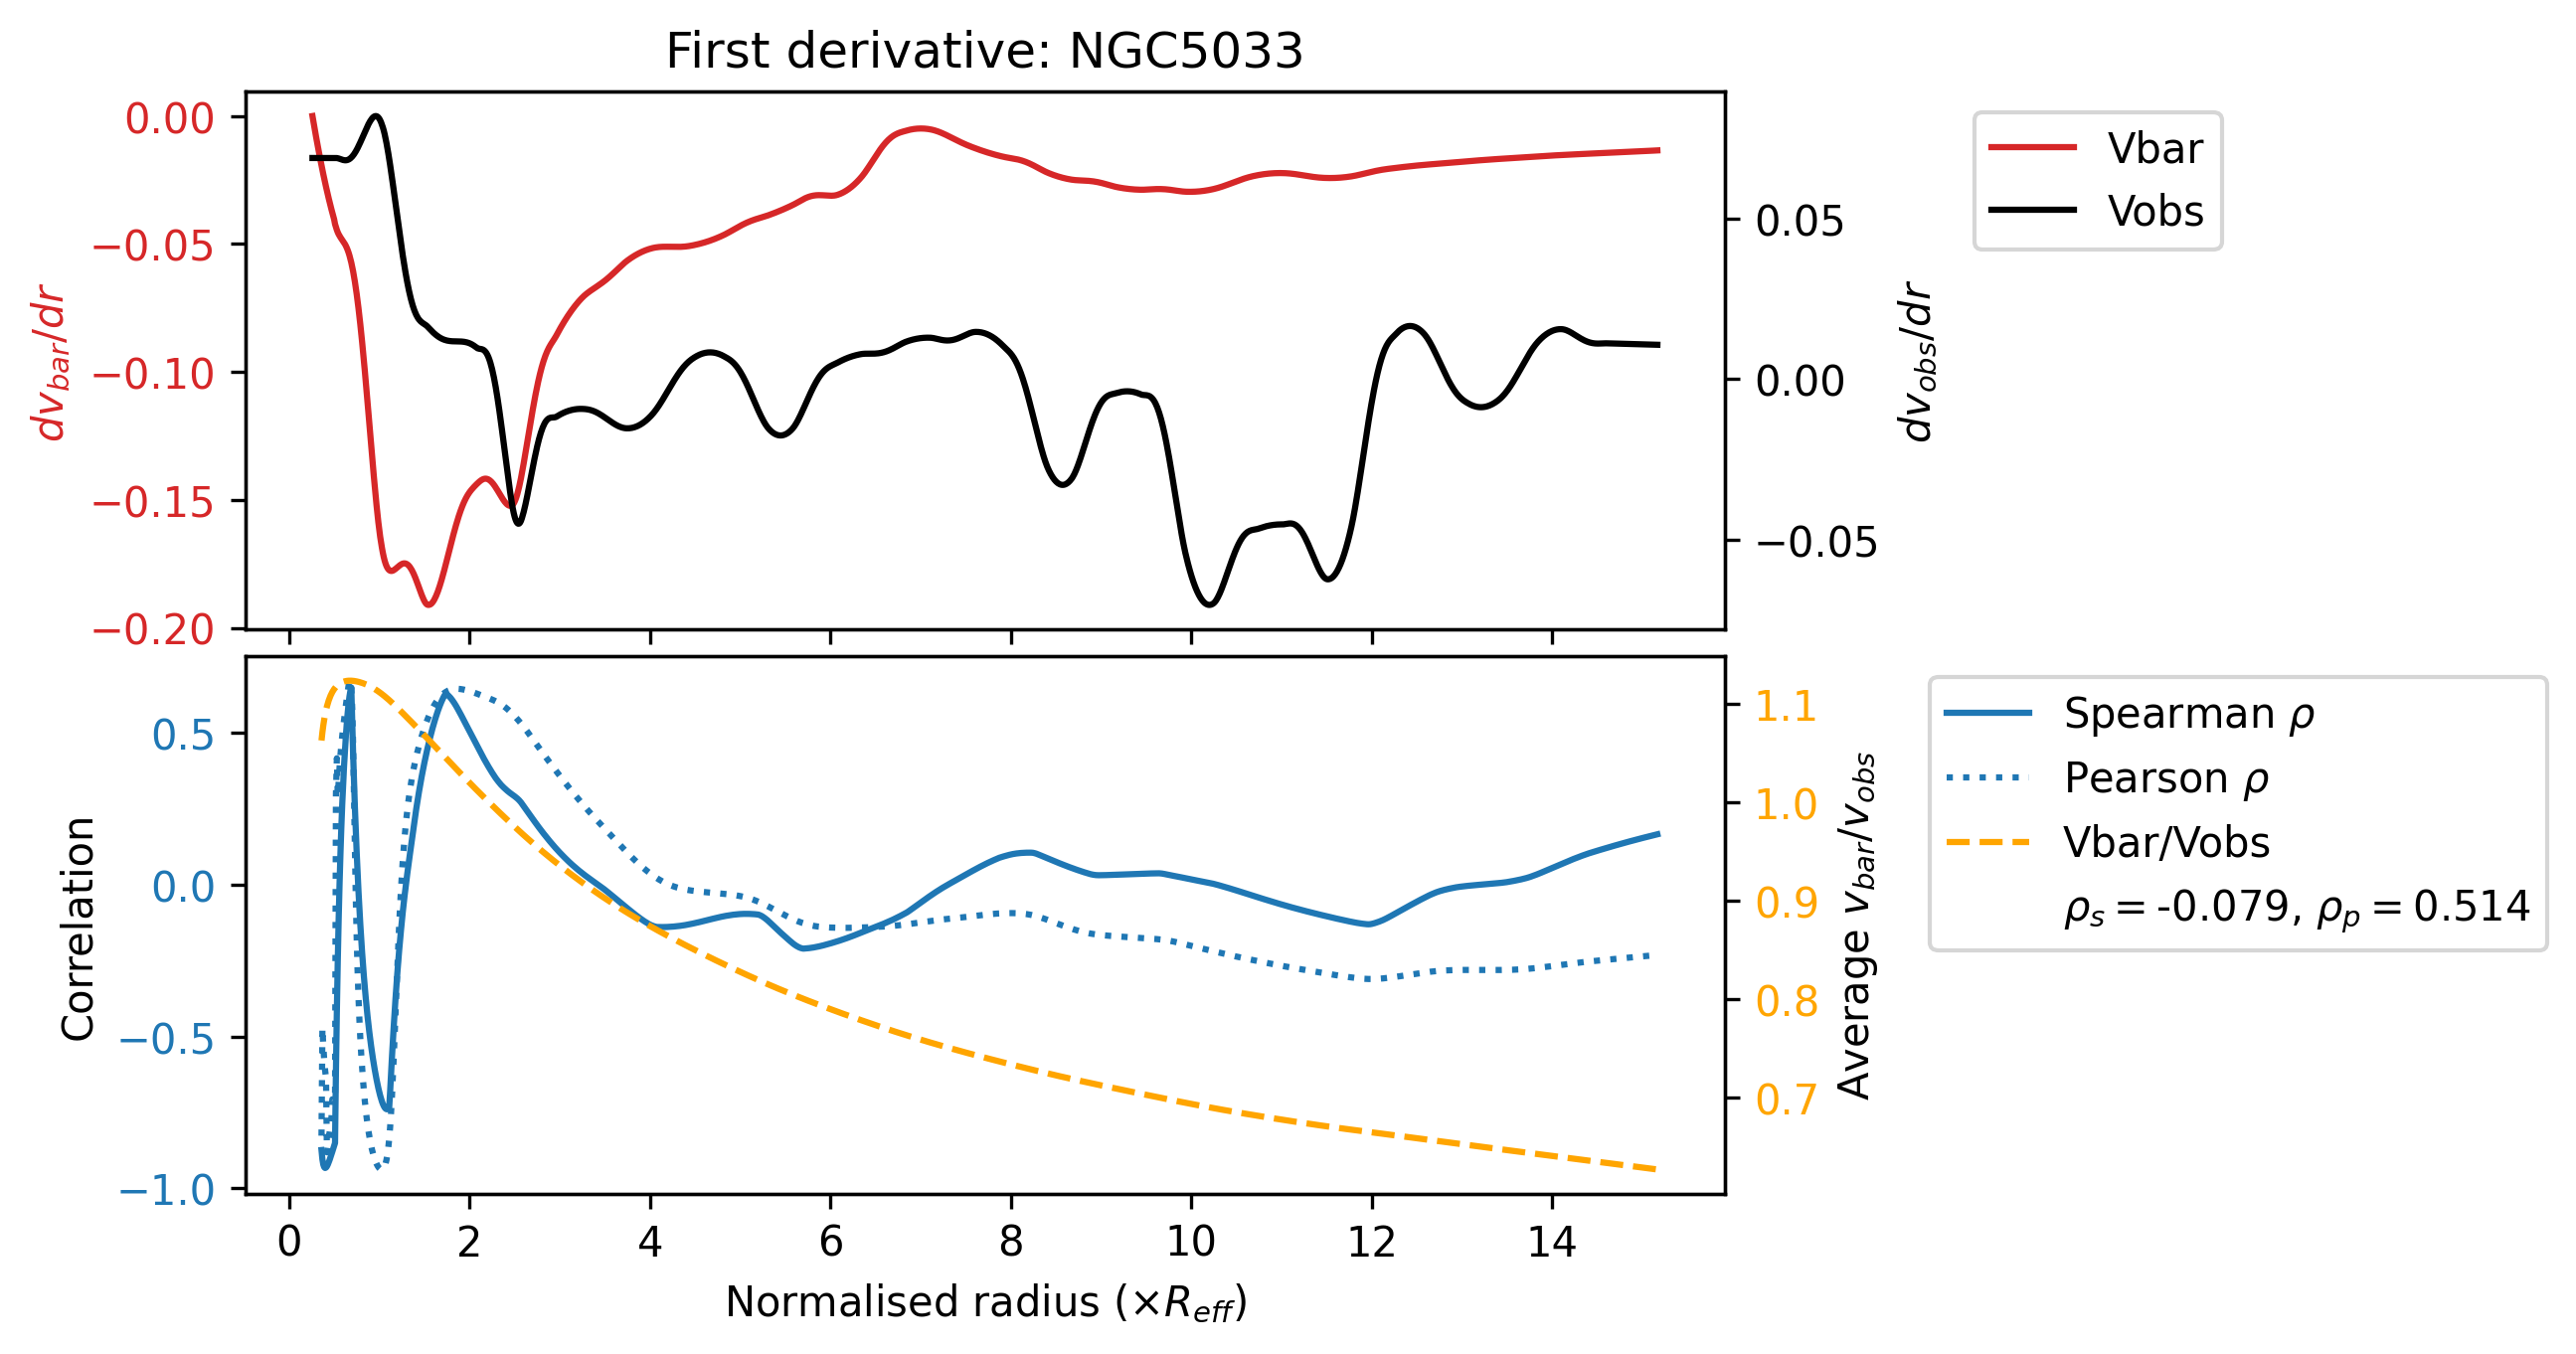 First derivative: NGC5033
0.00
−0.05
−0.10
−0.15
−0.20
dv_bar/dr
0.05
0.00
−0.05
dv_obs/dr
Vbar
Vobs
0.5
0.0
−0.5
−1.0
Correlation
1.1
1.0
0.9
0.8
0.7
Average v_bar/v_obs
Spearman ρ
Pearson ρ
Vbar/Vobs
ρ_s = -0.079, ρ_p = 0.514
0 2 4 6 8 10 12 14
Normalised radius (×R_eff)